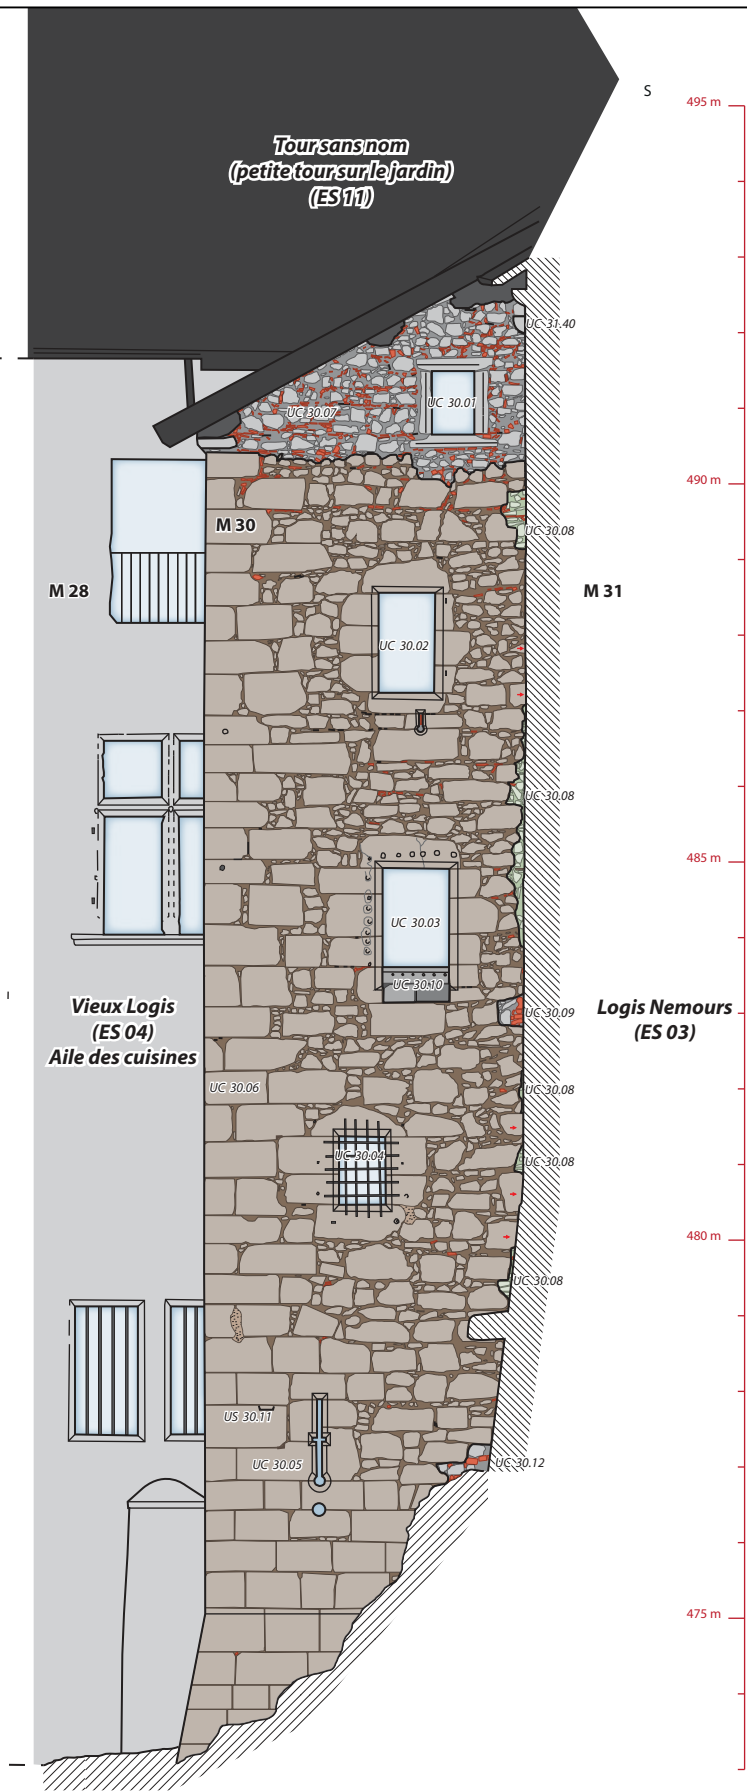 S
495 m
Tour sans nom
(petite tour sur le jardin)
(ES 11)
UC 31.40
UC 30.01
UC 30.07
490 m
M 30
UC 30.08
M 28
M 31
UC 30.02
UC 30.08
485 m
UC 30.03
UC 30.10
Vieux Logis
(ES 04)
Aile des cuisines
UC 30.09
Logis Nemours
(ES 03)
UC 30.06
UC 30.08
UC 30.04
UC 30.08
480 m
UC 30.08
US 30.11
UC 30.05
UC 30.12
475 m